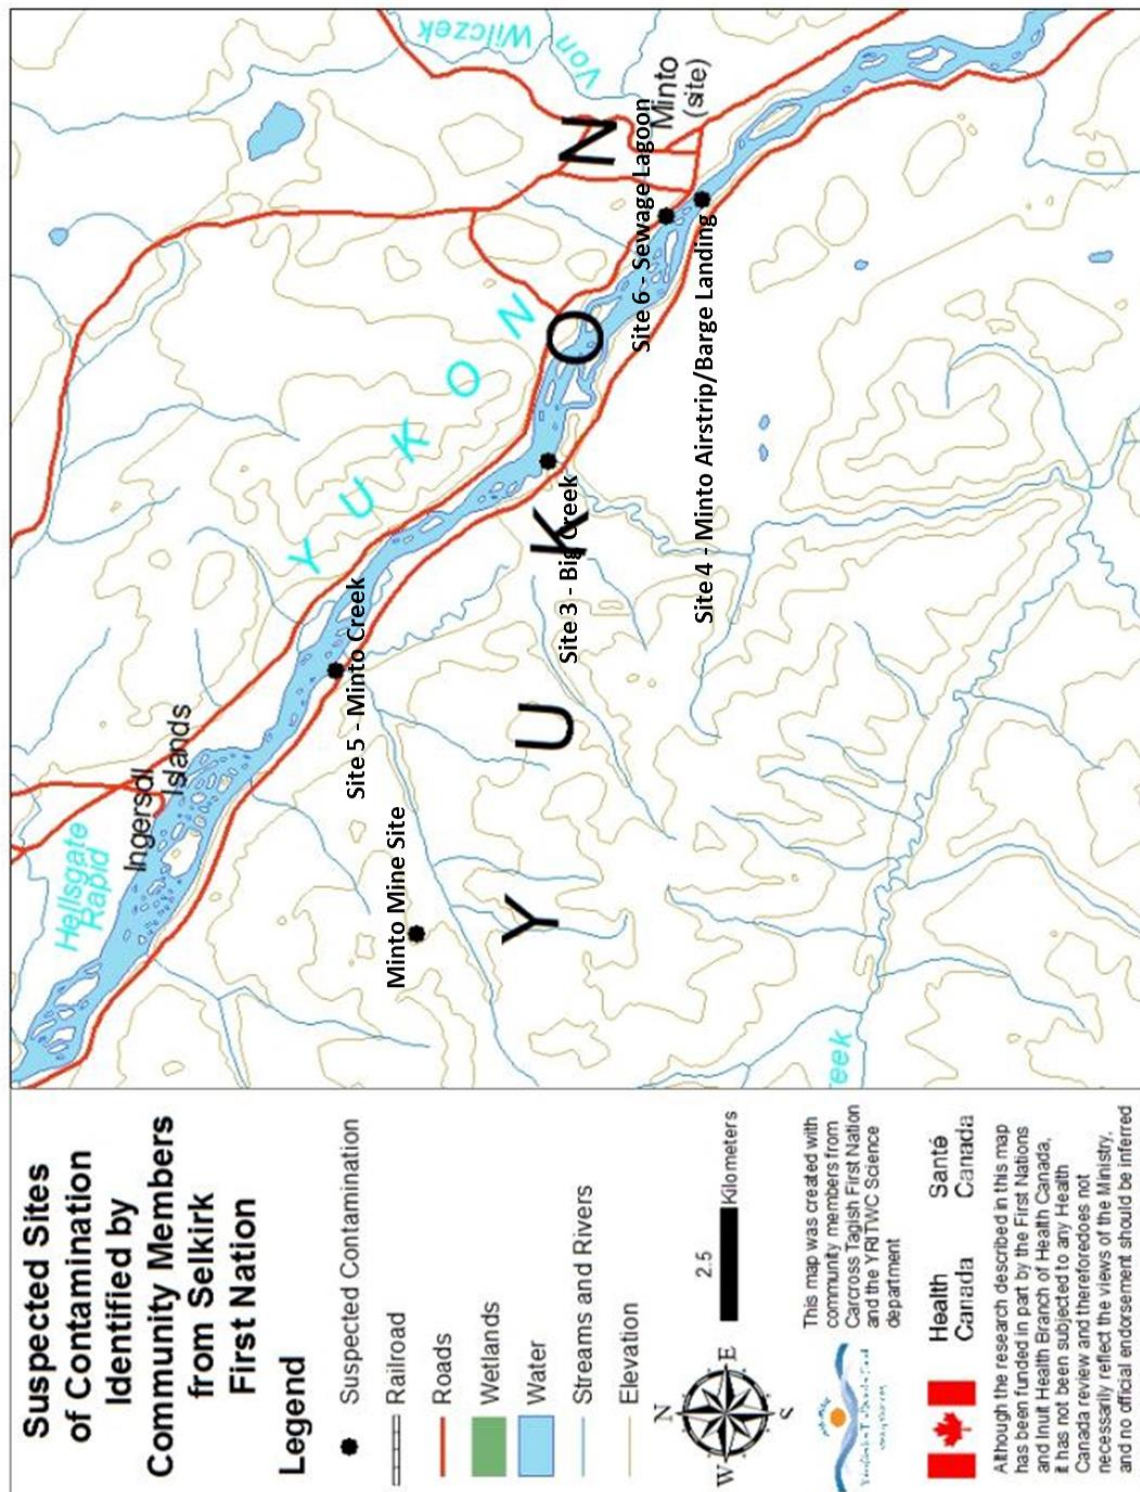 Suspected Sites
of Contamination
Identified by
Community Members
from Selkirk
First Nation
Legend
Suspected Contamination
Railroad
Roads
Wetlands
Water
Streams and Rivers
Elevation
N
W
E
S
2.5
Kilometers
This map was created with
community members from
Carcross Tagish First Nation
and the YRITWC Science
department
Health
Canada
Santé
Canada
Although the research described in this map
has been funded in part by the First Nations
and Inuit Health Branch of Health Canada,
it has not been subjected to any Health
Canada review and thereforedoes not
necessarily reflect the views of the Ministry,
and no official endorsement should be inferred
Hellsgate
Rapid
Ingersoll
Islands
Minto Mine Site
Site 5 - Minto Creek
Site 3 - Big Creek
Site 4 - Minto Airstrip/Barge Landing
Site 6 - Sewage Lagoon
Minto
(site)
Von
Wilczek
YUKON
YUKON
reek